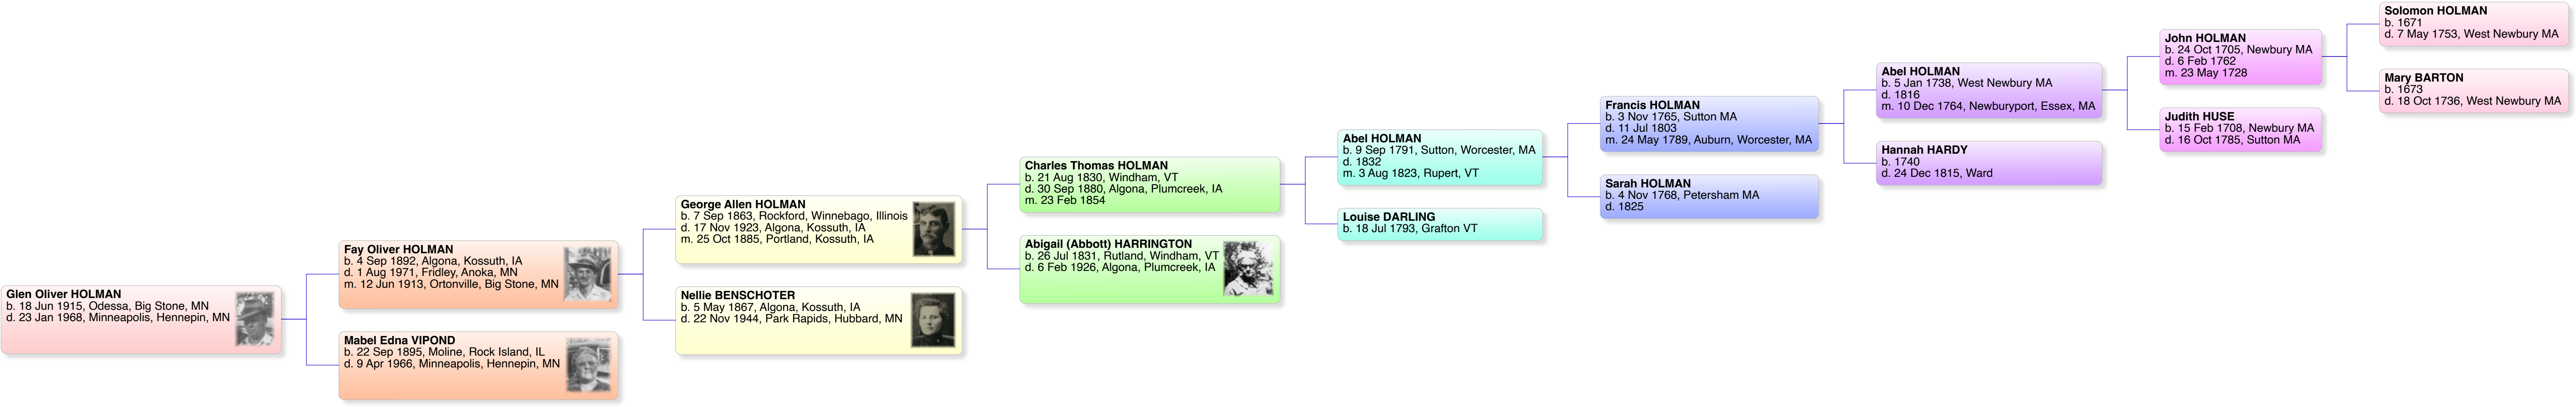 Glen Oliver HOLMAN
b. 18 Jun 1915, Odessa, Big Stone, MN
d. 23 Jan 1968, Minneapolis, Hennepin, MN
Fay Oliver HOLMAN
b. 4 Sep 1892, Algona, Kossuth, IA
d. 1 Aug 1971, Fridley, Anoka, MN
m. 12 Jun 1913, Ortonville, Big Stone, MN
Mabel Edna VIPOND
b. 22 Sep 1895, Moline, Rock Island, IL
d. 9 Apr 1966, Minneapolis, Hennepin, MN
George Allen HOLMAN
b. 7 Sep 1863, Rockford, Winnebago, Illinois
d. 17 Nov 1923, Algona, Kossuth, IA
m. 25 Oct 1885, Portland, Kossuth, IA
Nellie BENSCHOTER
b. 5 May 1867, Algona, Kossuth, IA
d. 22 Nov 1944, Park Rapids, Hubbard, MN
Charles Thomas HOLMAN
b. 21 Aug 1830, Windham, VT
d. 30 Sep 1880, Algona, Plumcreek, IA
m. 23 Feb 1854
Abigail (Abbott) HARRINGTON
b. 26 Jul 1831, Rutland, Windham, VT
d. 6 Feb 1926, Algona, Plumcreek, IA
Abel HOLMAN
b. 9 Sep 1791, Sutton, Worcester, MA
d. 1832
m. 3 Aug 1823, Rupert, VT
Louise DARLING
b. 18 Jul 1793, Grafton VT
Francis HOLMAN
b. 3 Nov 1765, Sutton MA
d. 11 Jul 1803
m. 24 May 1789, Auburn, Worcester, MA
Sarah HOLMAN
b. 4 Nov 1768, Petersham MA
d. 1825
Abel HOLMAN
b. 5 Jan 1738, West Newbury MA
d. 1816
m. 10 Dec 1764, Newburyport, Essex, MA
Hannah HARDY
b. 1740
d. 24 Dec 1815, Ward
John HOLMAN
b. 24 Oct 1705, Newbury MA
d. 6 Feb 1762
m. 23 May 1728
Judith HUSE
b. 15 Feb 1708, Newbury MA
d. 16 Oct 1785, Sutton MA
Solomon HOLMAN
b. 1671
d. 7 May 1753, West Newbury MA
Mary BARTON
b. 1673
d. 18 Oct 1736, West Newbury MA